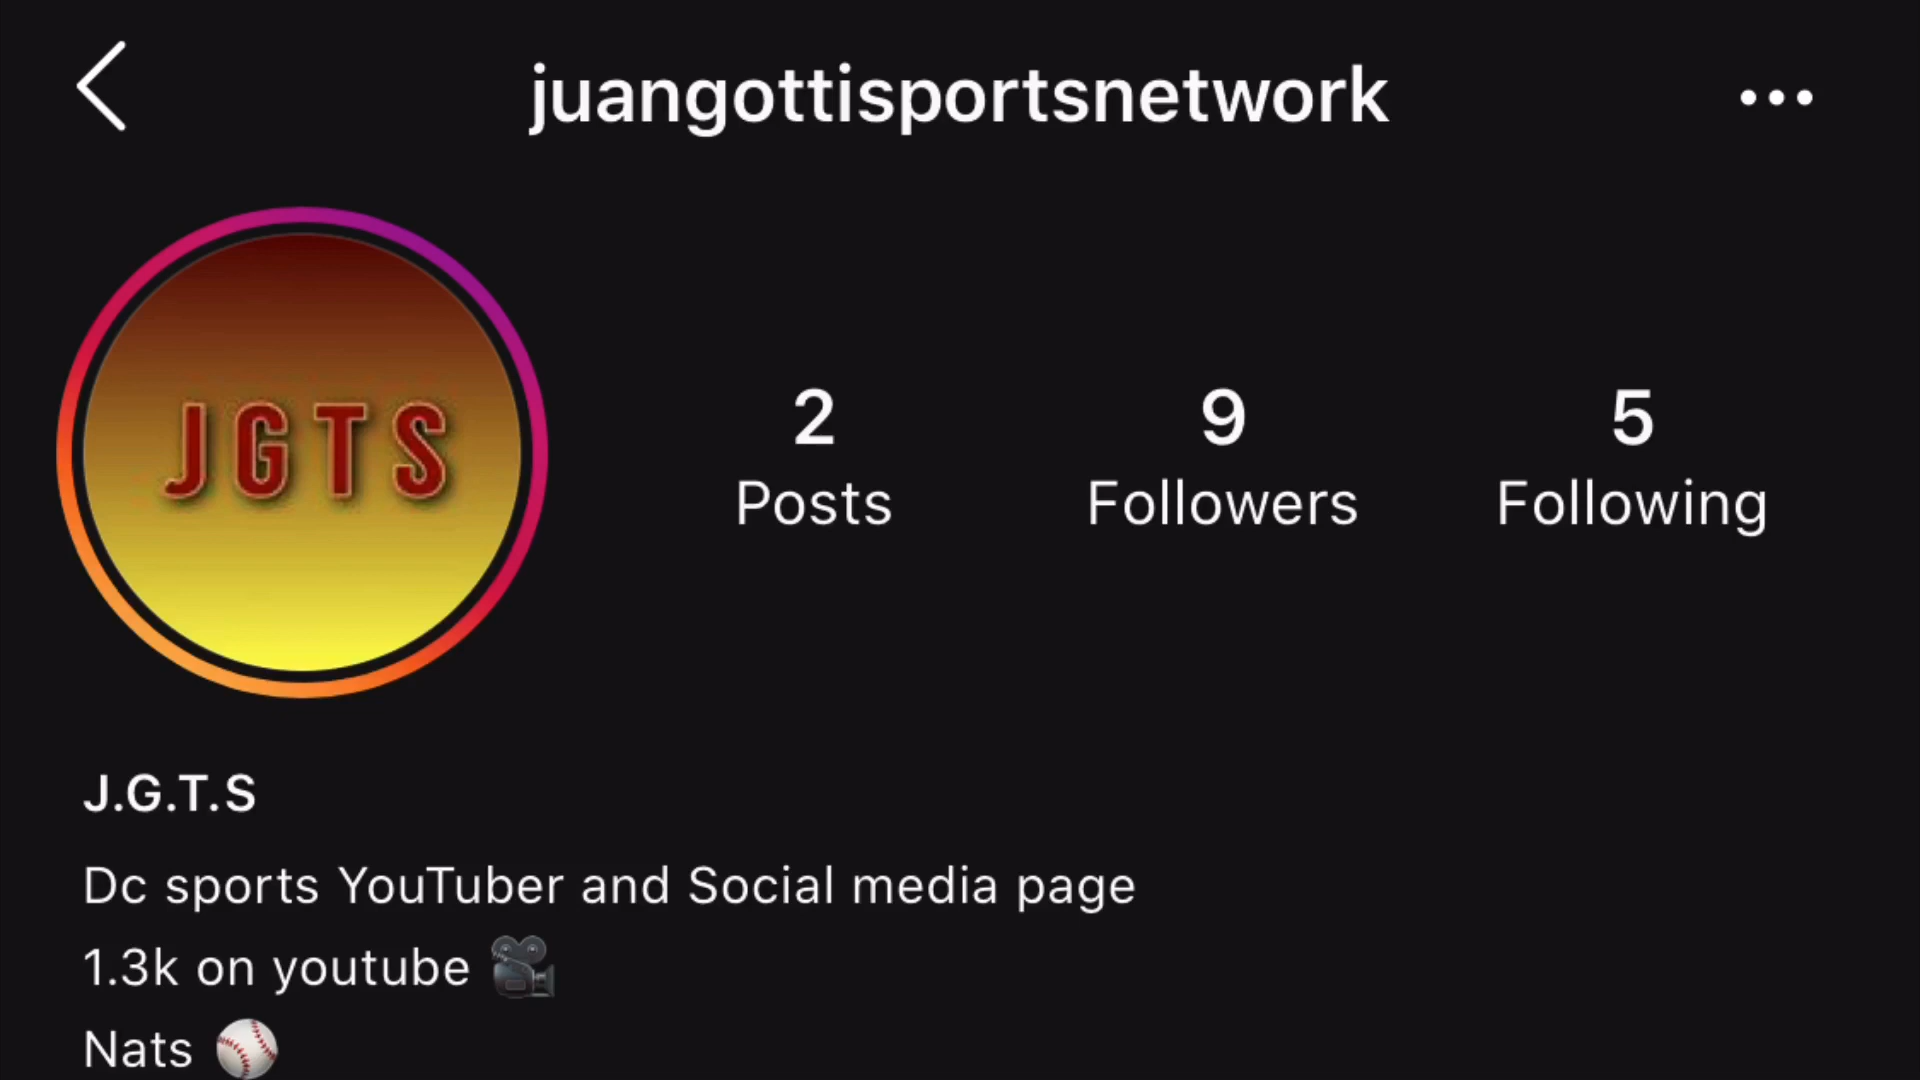 juangottisportsnetwork
JGTS
2
Posts
9
Followers
5
Following
J.G.T.S
Dc sports YouTuber and Social media page
1.3k on youtube 🎥
Nats ⚾